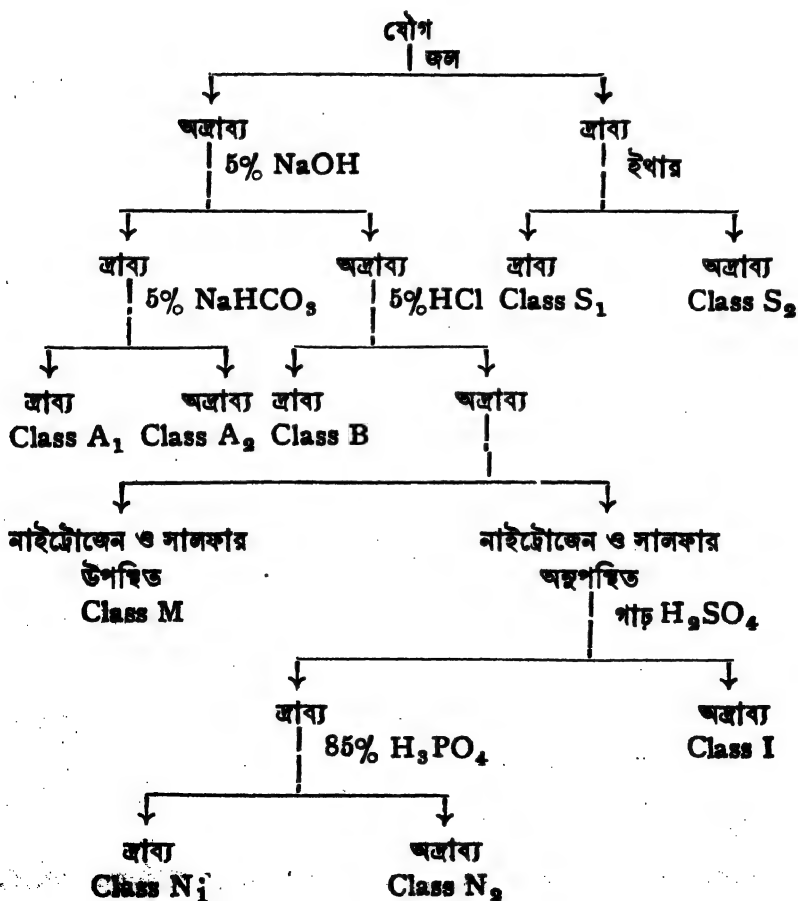 যৌগ
জল
অদ্রাব্য দ্রাব্য
5% NaOH ইথার
দ্রাব্য অদ্রাব্য দ্রাব্য অদ্রাব্য
5% NaHCO₃ 5%HCl Class S₁ Class S₂
দ্রাব্য অদ্রাব্য দ্রাব্য অদ্রাব্য
Class A₁ Class A₂ Class B
নাইট্রোজেন ও সালফার নাইট্রোজেন ও সালফার
উপস্থিত অনুপস্থিত
Class M গাঢ় H₂SO₄
দ্রাব্য অদ্রাব্য
85% H₃PO₄ Class I
দ্রাব্য অদ্রাব্য
Class N₁ Class N₂